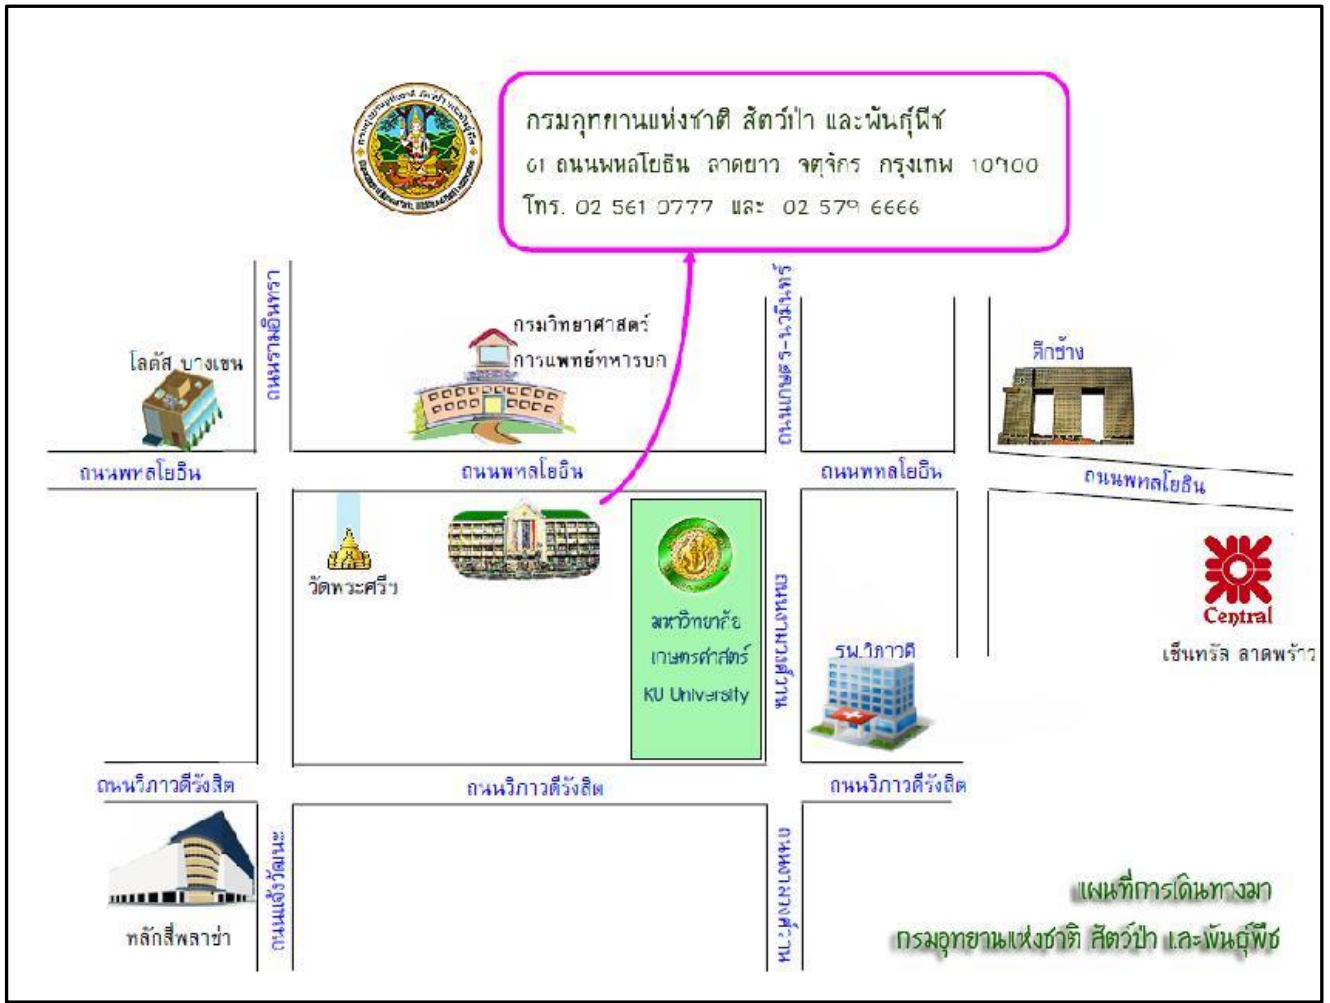 กรมอุทยานแห่งชาติ สัตว์ป่า และพันธุ์พืช
61 ถนนพหลโยธิน ลาดยาว จตุจักร กรุงเทพ 10900
โทร. 02 561 0777 และ 02 579 6666
ถนนรามอินทรา
ถนนเกษตร-นวมินทร์
กรมวิทยาศาสตร์
การแพทย์ทหารบก
โลตัส บางเขน
ตึกช้าง
ถนนพหลโยธิน
ถนนพหลโยธิน
ถนนพหลโยธิน
ถนนพหลโยธิน
วัดพระศรีฯ
มหาวิทยาลัย
เกษตรศาสตร์
KU University
ถนนงามวงศ์วาน
รพ.วิภาวดี
Central
เซ็นทรัล ลาดพร้าว
ถนนวิภาวดีรังสิต
ถนนวิภาวดีรังสิต
ถนนวิภาวดีรังสิต
หลักสี่พลาซ่า
ถนนแจ้งวัฒนะ
ถนนงามวงศ์วาน
แผนที่การเดินทางมา
กรมอุทยานแห่งชาติ สัตว์ป่า และพันธุ์พืช